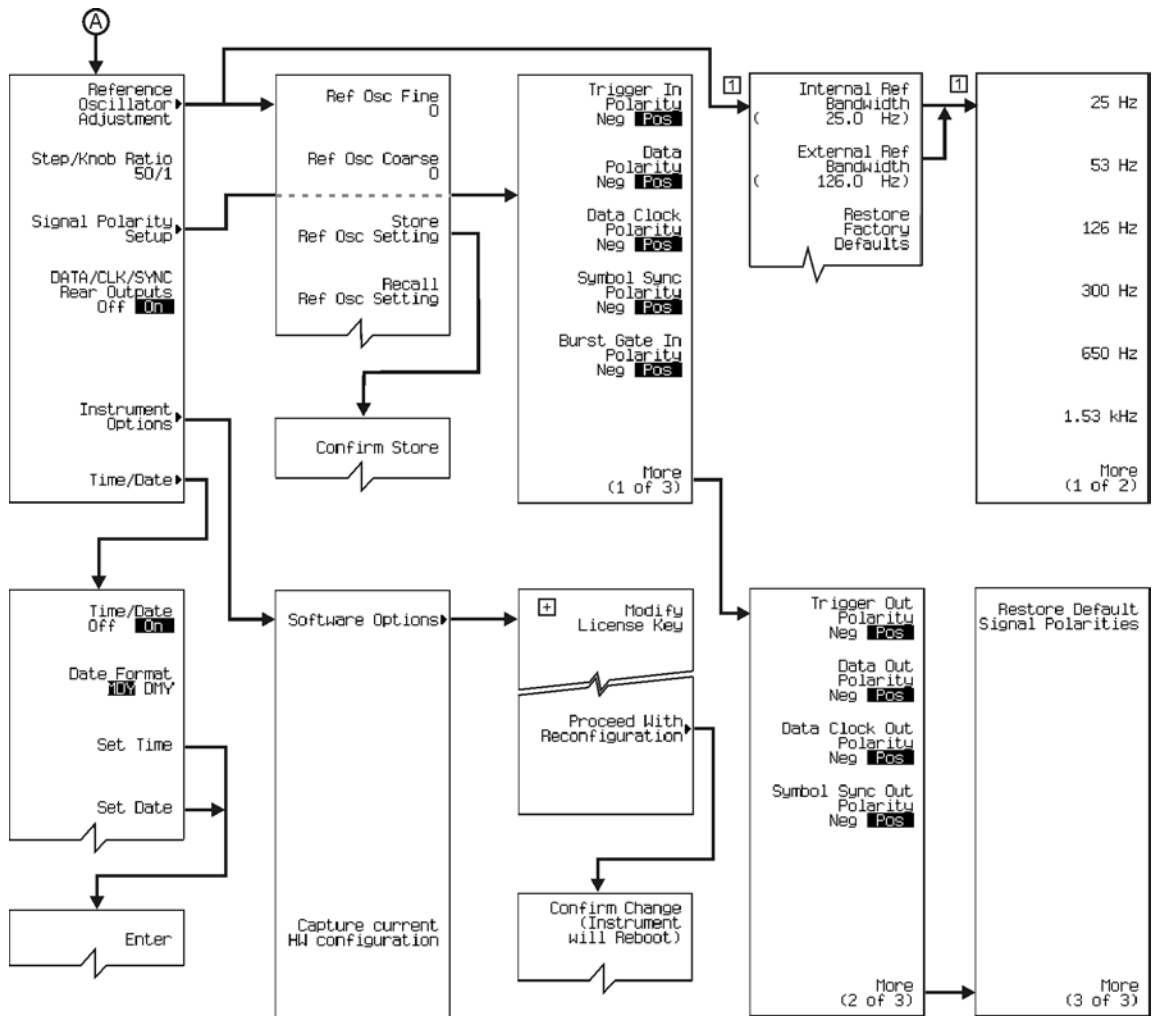 A
Reference
Oscillator
Adjustment
Step/Knob Ratio
50/1
Signal Polarity
Setup
DATA/CLK/SYNC
Rear Outputs
Off On
Instrument
Options
Time/Date
Ref Osc Fine
0
Ref Osc Coarse
0
Store
Ref Osc Setting
Recall
Ref Osc Setting
Confirm Store
Trigger In
Polarity
Neg Pos
Data
Polarity
Neg Pos
Data Clock
Polarity
Neg Pos
Symbol Sync
Polarity
Neg Pos
Burst Gate In
Polarity
Neg Pos
More
(1 of 3)
1
Internal Ref
Bandwidth
( 25.0 Hz)
External Ref
Bandwidth
( 126.0 Hz)
Restore
Factory
Defaults
1
25 Hz
53 Hz
126 Hz
300 Hz
650 Hz
1.53 kHz
More
(1 of 2)
Time/Date
Off On
Date Format
MDY DMY
Set Time
Set Date
Enter
Software Options
Capture current
HW configuration
+
Modify
License Key
Proceed With
Reconfiguration
Confirm Change
(Instrument
will Reboot)
Trigger Out
Polarity
Neg Pos
Data Out
Polarity
Neg Pos
Data Clock Out
Polarity
Neg Pos
Symbol Sync Out
Polarity
Neg Pos
More
(2 of 3)
Restore Default
Signal Polarities
More
(3 of 3)